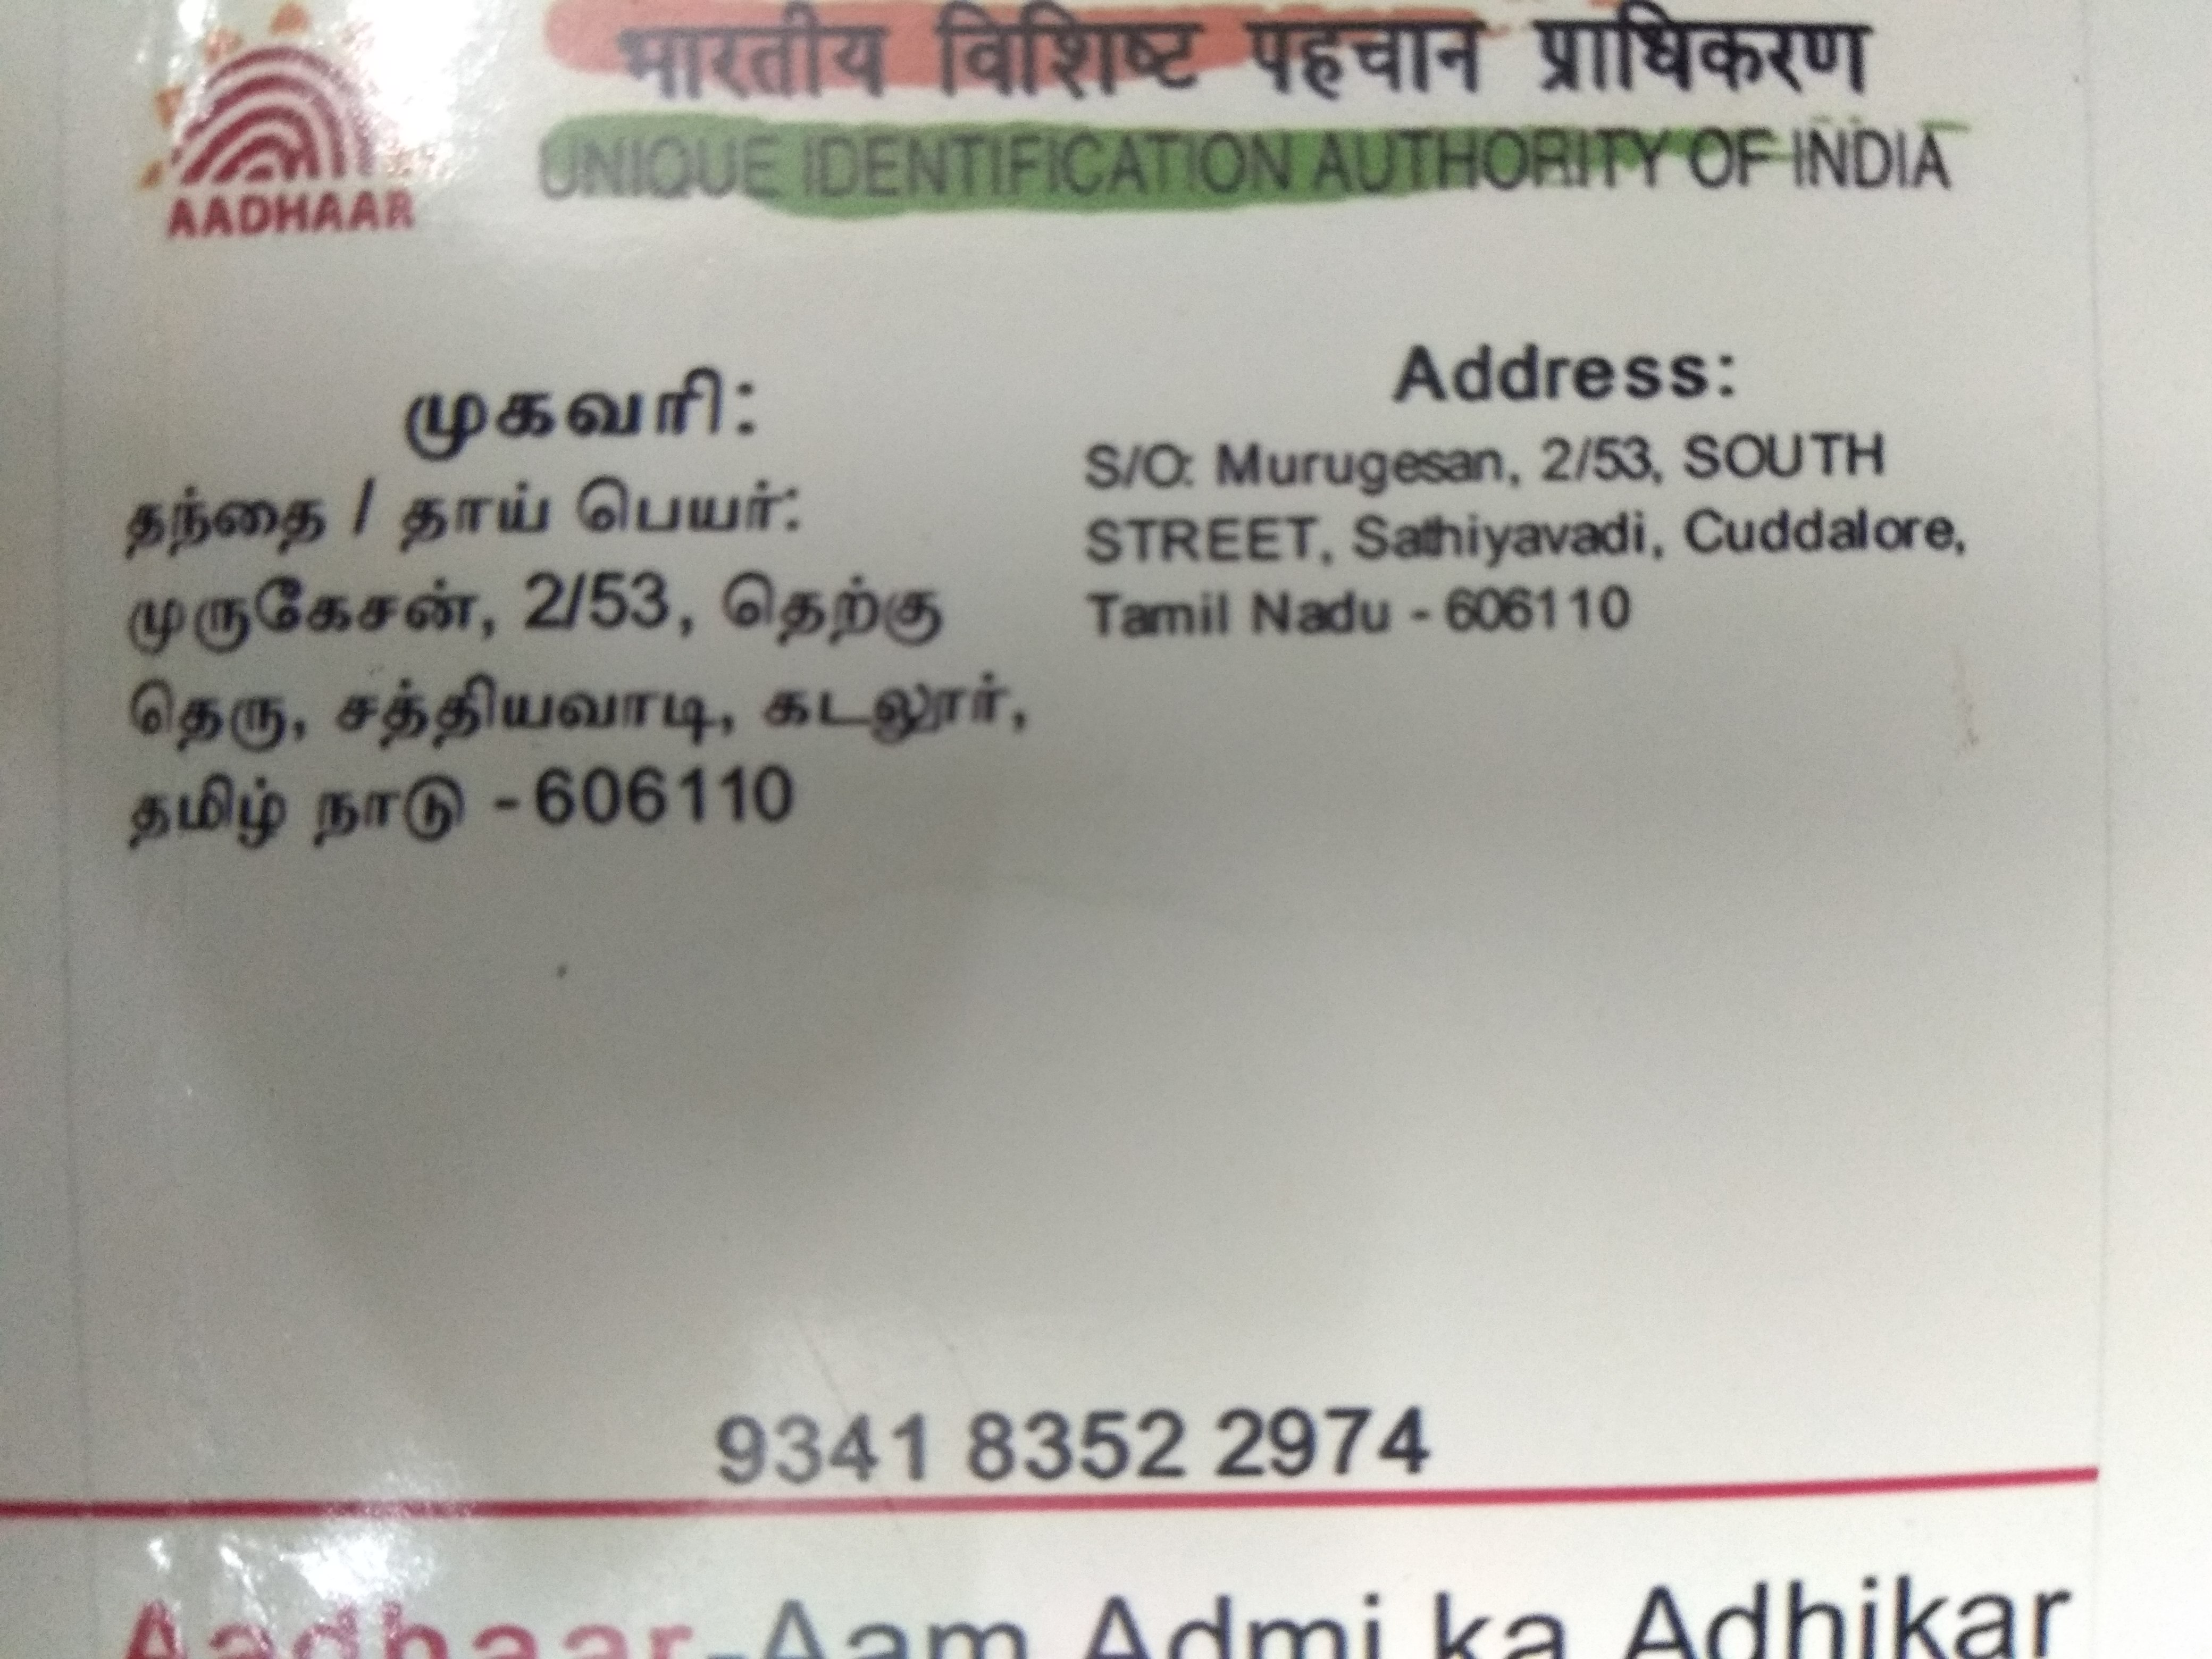 भारतीय विशिष्ट पहचान प्राधिकरण
UNIQUE IDENTIFICATION AUTHORITY OF INDIA
AADHAAR
முகவரி:
தந்தை / தாய் பெயர்:
முருகேசன், 2/53, தெற்கு
தெரு, சத்தியவாடி, கடலூர்,
தமிழ் நாடு - 606110
Address:
S/O: Murugesan, 2/53, SOUTH
STREET, Sathiyavadi, Cuddalore,
Tamil Nadu - 606110
9341 8352 2974
Aadhaar-Aam Admi ka Adhikar